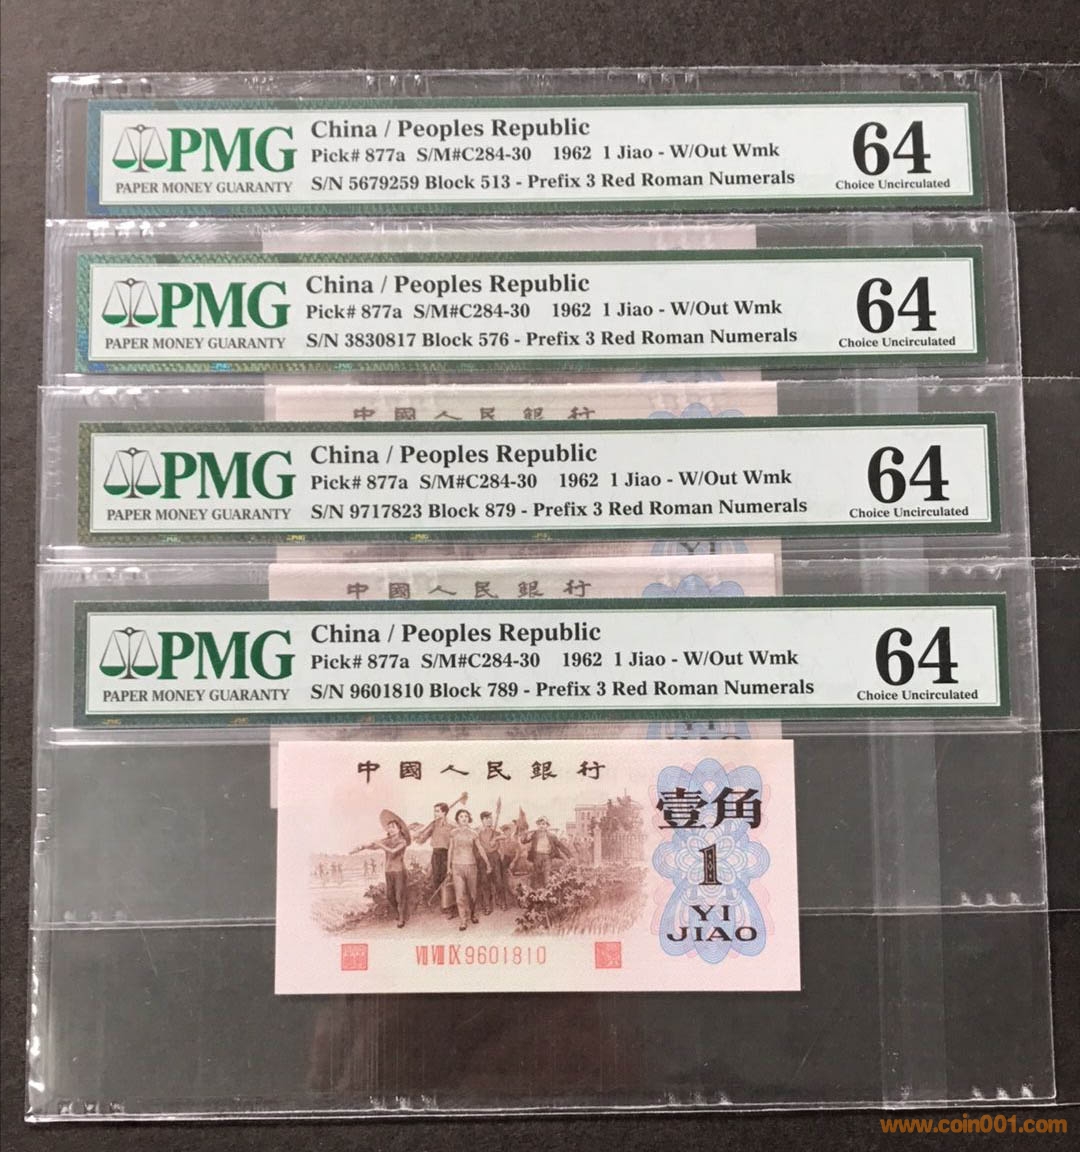 PMG
PAPER MONEY GUARANTY
China / Peoples Republic
Pick# 877a S/M#C284-30 1962 1 Jiao - W/Out Wmk
S/N 5679259 Block 513 - Prefix 3 Red Roman Numerals
64
Choice Uncirculated
PMG
PAPER MONEY GUARANTY
China / Peoples Republic
Pick# 877a S/M#C284-30 1962 1 Jiao - W/Out Wmk
S/N 3830817 Block 576 - Prefix 3 Red Roman Numerals
64
Choice Uncirculated
中國人民銀行
PMG
PAPER MONEY GUARANTY
China / Peoples Republic
Pick# 877a S/M#C284-30 1962 1 Jiao - W/Out Wmk
S/N 9717823 Block 879 - Prefix 3 Red Roman Numerals
64
Choice Uncirculated
YI
中國人民銀行
PMG
PAPER MONEY GUARANTY
China / Peoples Republic
Pick# 877a S/M#C284-30 1962 1 Jiao - W/Out Wmk
S/N 9601810 Block 789 - Prefix 3 Red Roman Numerals
64
Choice Uncirculated
YI
JIAO
中國人民銀行
壹角
1
YI
JIAO
VII VIII IX 9601810
www.coin001.com